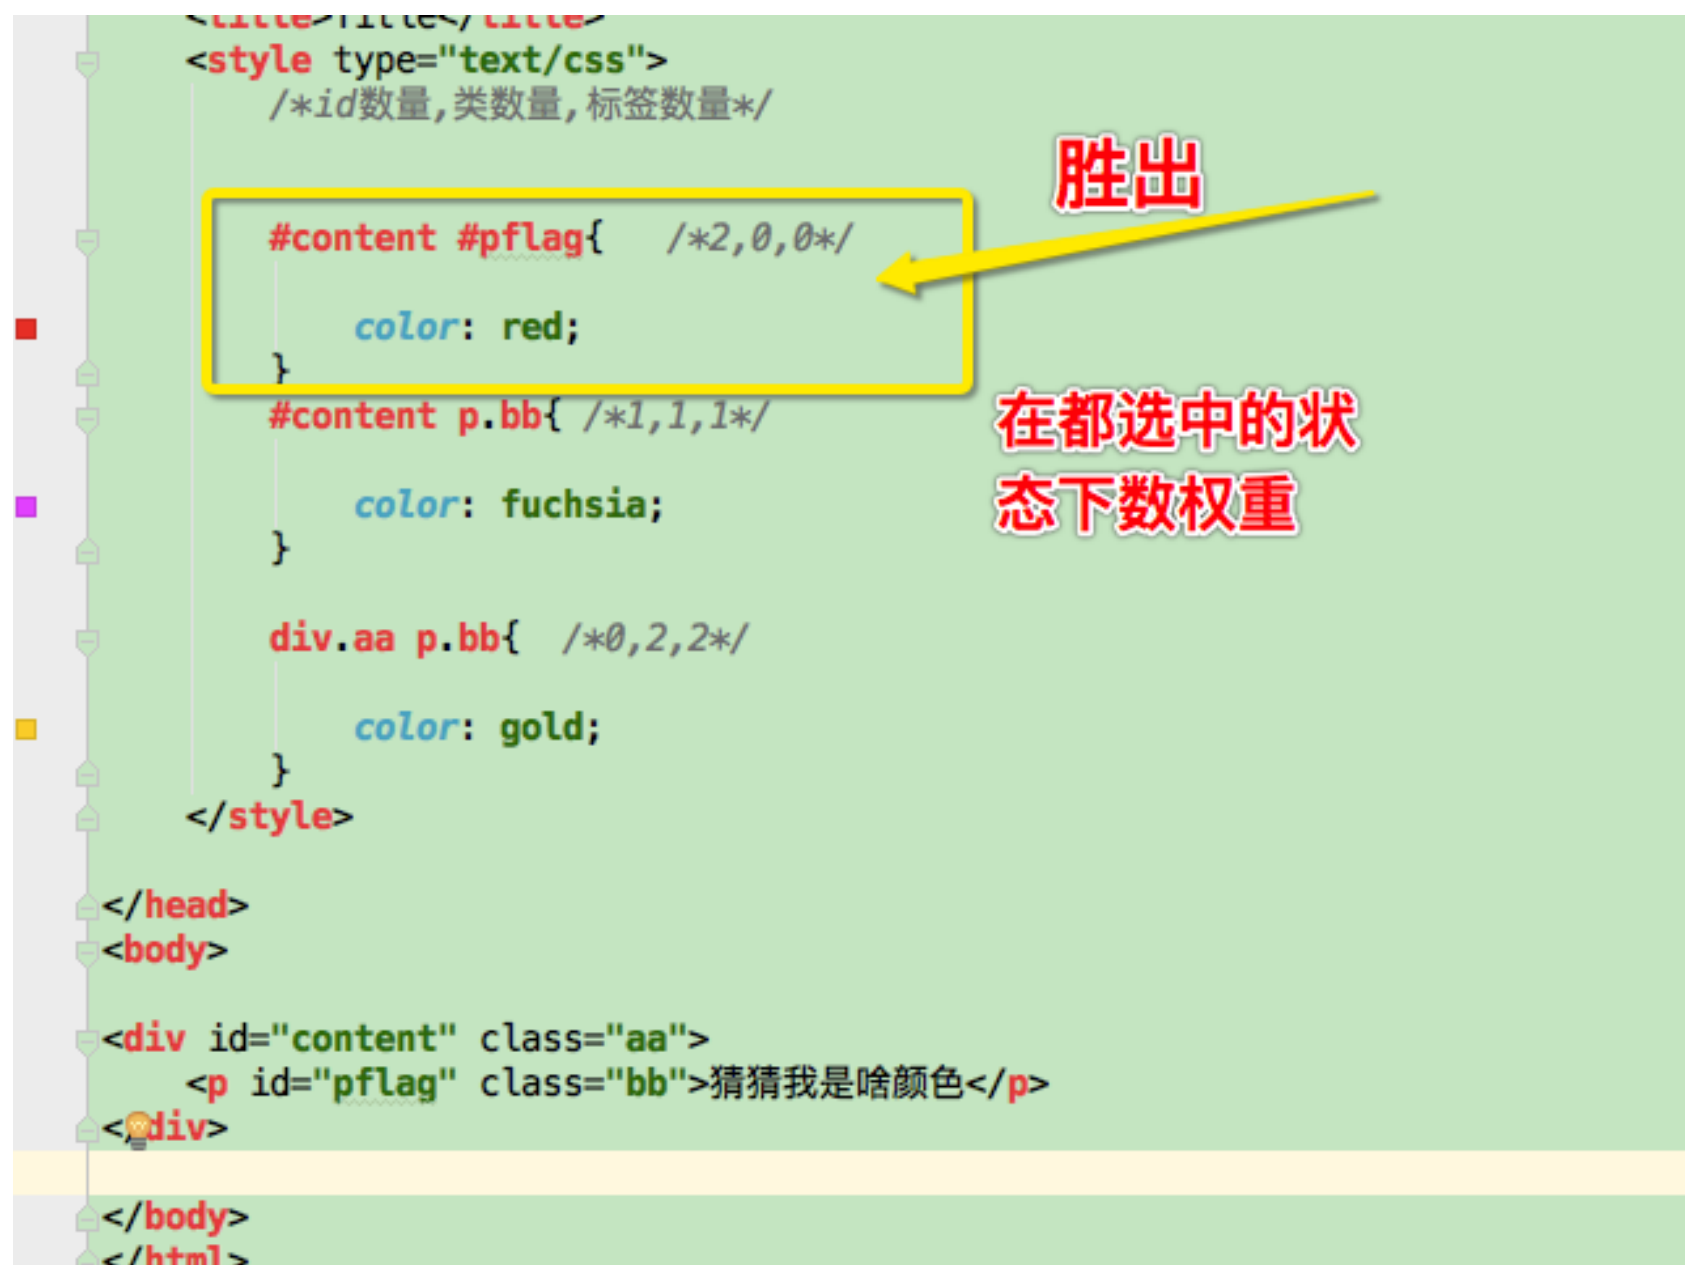 <title>Title</title>
<style type="text/css">
/*id数量,类数量,标签数量*/
胜出
#content #pflag{   /*2,0,0*/
color: red;
}
#content p.bb{ /*1,1,1*/
在都选中的状
态下数权重
color: fuchsia;
}
div.aa p.bb{  /*0,2,2*/
color: gold;
}
</style>
</head>
<body>
<div id="content" class="aa">
<p id="pflag" class="bb">猜猜我是啥颜色</p>
</div>
</body>
</html>